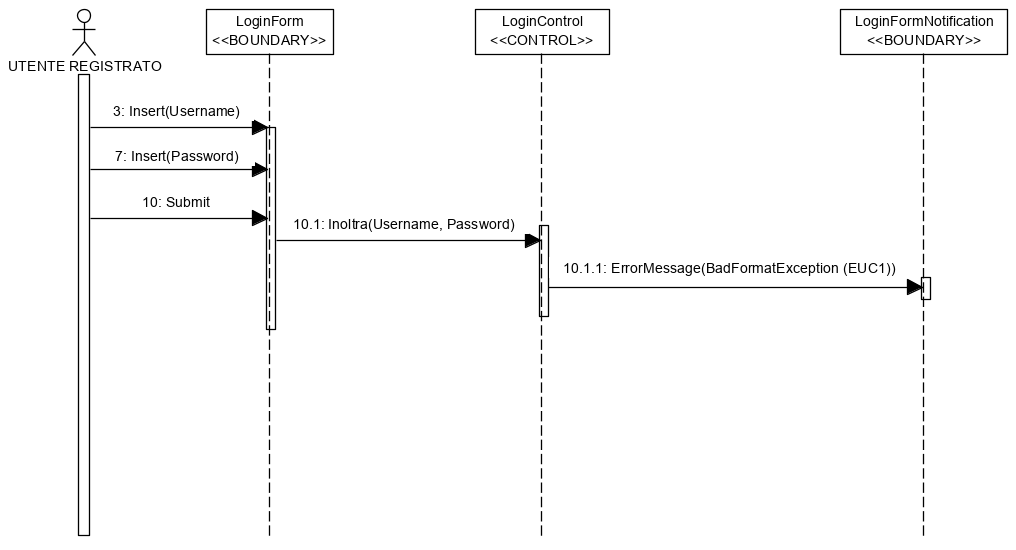 LoginForm
<<BOUNDARY>>
LoginControl
<<CONTROL>>
LoginFormNotification
<<BOUNDARY>>
UTENTE REGISTRATO
3: Insert(Username)
7: Insert(Password)
10: Submit
10.1: Inoltra(Username, Password)
10.1.1: ErrorMessage(BadFormatException (EUC1))